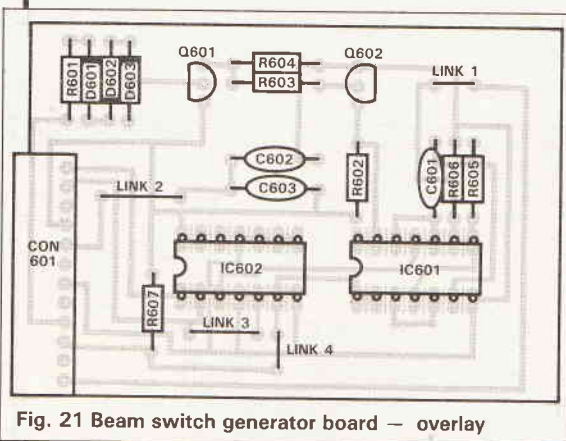 Q601
Q602
R604
R603
LINK 1
R601
D601
D602
D603
C602
C603
R602
C601
R606
R605
LINK 2
CON
601
IC602
IC601
R607
LINK 3
LINK 4
Fig. 21 Beam switch generator board — overlay